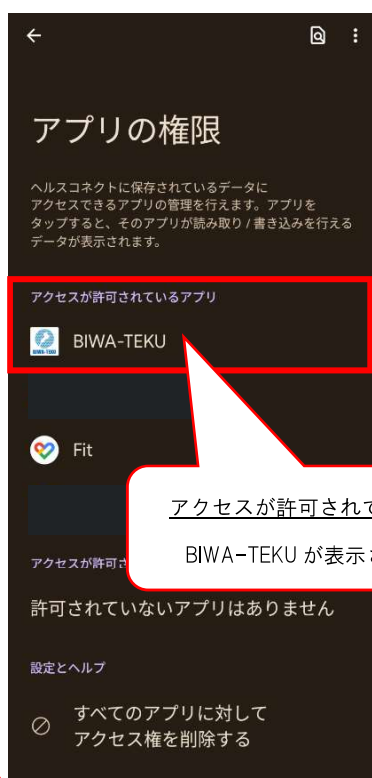 アプリの権限
ヘルスコネクトに保存されているデータに
アクセスできるアプリの管理を行えます。アプリを
タップすると、そのアプリが読み取り / 書き込みを行える
データが表示されます。
アクセスが許可されているアプリ
BIWA-TEKU
BIWA-TEKU
Fit
アクセスが許可されて
BIWA-TEKU が表示
アクセスが許可
許可されていないアプリはありません
設定とヘルプ
すべてのアプリに対して
アクセス権を削除する